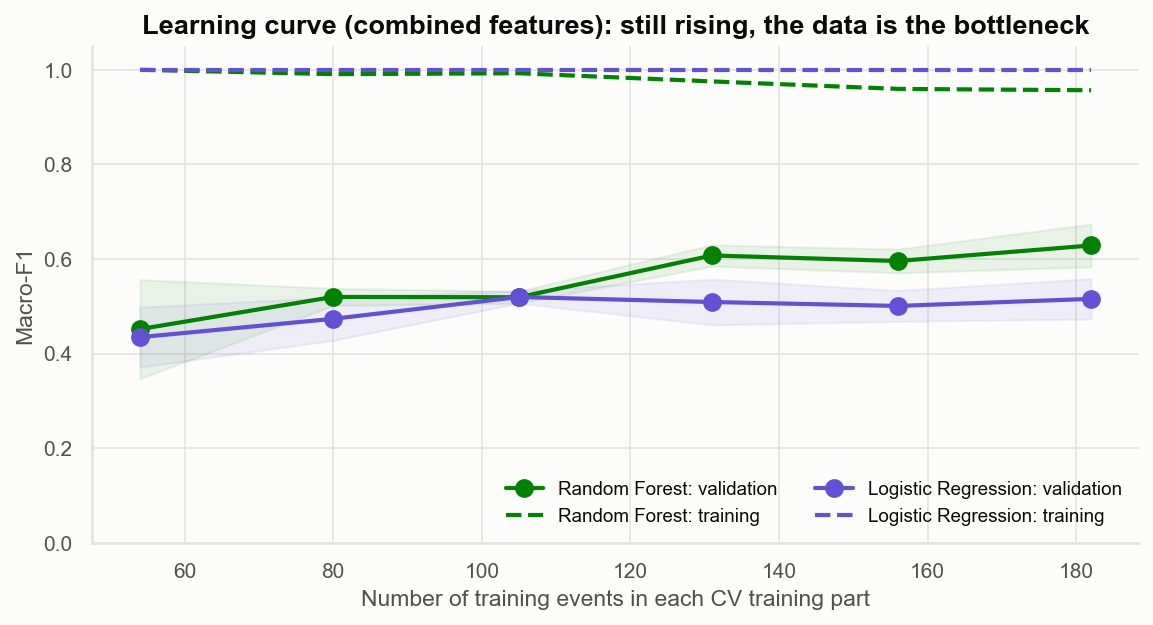 Learning curve (combined features): still rising, the data is the bottleneck
1.0
0.8
0.6
0.4
0.2
0.0
Macro-F1
Random Forest: validation
Random Forest: training
Logistic Regression: validation
Logistic Regression: training
60 80 100 120 140 160 180
Number of training events in each CV training part